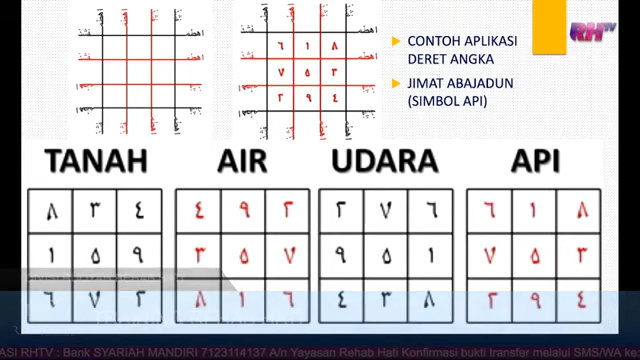 RHTV
CONTOH APLIKASI
DERET ANGKA
JIMAT ABAJADUN
(SIMBOL API)
٦ ١ ٨
٧ ٥ ٣
٢ ٩ ٤
TANAH AIR UDARA API
٨ ٣ ٤ ٤ ٩ ٢ ٢ ٧ ٦ ٦ ١ ٨
١ ٥ ٩ ٣ ٥ ٧ ٩ ٥ ١ ٧ ٥ ٣
٦ ٧ ٢ ٨ ١ ٦ ٤ ٣ ٨ ٢ ٩ ٤
RHTV : Bank SYARIAH MANDIRI 7123114137 A/n Yayasan Rehab Hati Konfirmasi bukti transfer melalui SMS/WA ke